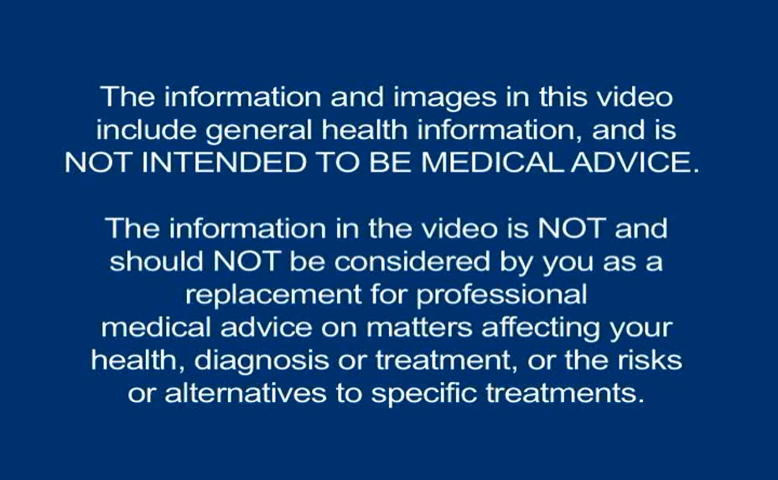 The information and images in this video
include general health information, and is
NOT INTENDED TO BE MEDICAL ADVICE.
The information in the video is NOT and
should NOT be considered by you as a
replacement for professional
medical advice on matters affecting your
health, diagnosis or treatment, or the risks
or alternatives to specific treatments.